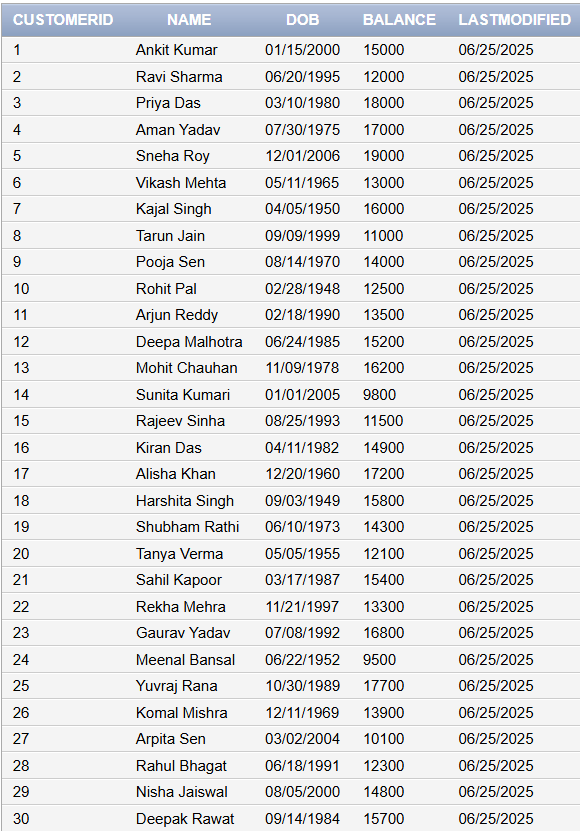 CUSTOMERID NAME DOB BALANCE LASTMODIFIED
1 Ankit Kumar 01/15/2000 15000 06/25/2025
2 Ravi Sharma 06/20/1995 12000 06/25/2025
3 Priya Das 03/10/1980 18000 06/25/2025
4 Aman Yadav 07/30/1975 17000 06/25/2025
5 Sneha Roy 12/01/2006 19000 06/25/2025
6 Vikash Mehta 05/11/1965 13000 06/25/2025
7 Kajal Singh 04/05/1950 16000 06/25/2025
8 Tarun Jain 09/09/1999 11000 06/25/2025
9 Pooja Sen 08/14/1970 14000 06/25/2025
10 Rohit Pal 02/28/1948 12500 06/25/2025
11 Arjun Reddy 02/18/1990 13500 06/25/2025
12 Deepa Malhotra 06/24/1985 15200 06/25/2025
13 Mohit Chauhan 11/09/1978 16200 06/25/2025
14 Sunita Kumari 01/01/2005 9800 06/25/2025
15 Rajeev Sinha 08/25/1993 11500 06/25/2025
16 Kiran Das 04/11/1982 14900 06/25/2025
17 Alisha Khan 12/20/1960 17200 06/25/2025
18 Harshita Singh 09/03/1949 15800 06/25/2025
19 Shubham Rathi 06/10/1973 14300 06/25/2025
20 Tanya Verma 05/05/1955 12100 06/25/2025
21 Sahil Kapoor 03/17/1987 15400 06/25/2025
22 Rekha Mehra 11/21/1997 13300 06/25/2025
23 Gaurav Yadav 07/08/1992 16800 06/25/2025
24 Meenal Bansal 06/22/1952 9500 06/25/2025
25 Yuvraj Rana 10/30/1989 17700 06/25/2025
26 Komal Mishra 12/11/1969 13900 06/25/2025
27 Arpita Sen 03/02/2004 10100 06/25/2025
28 Rahul Bhagat 06/18/1991 12300 06/25/2025
29 Nisha Jaiswal 08/05/2000 14800 06/25/2025
30 Deepak Rawat 09/14/1984 15700 06/25/2025